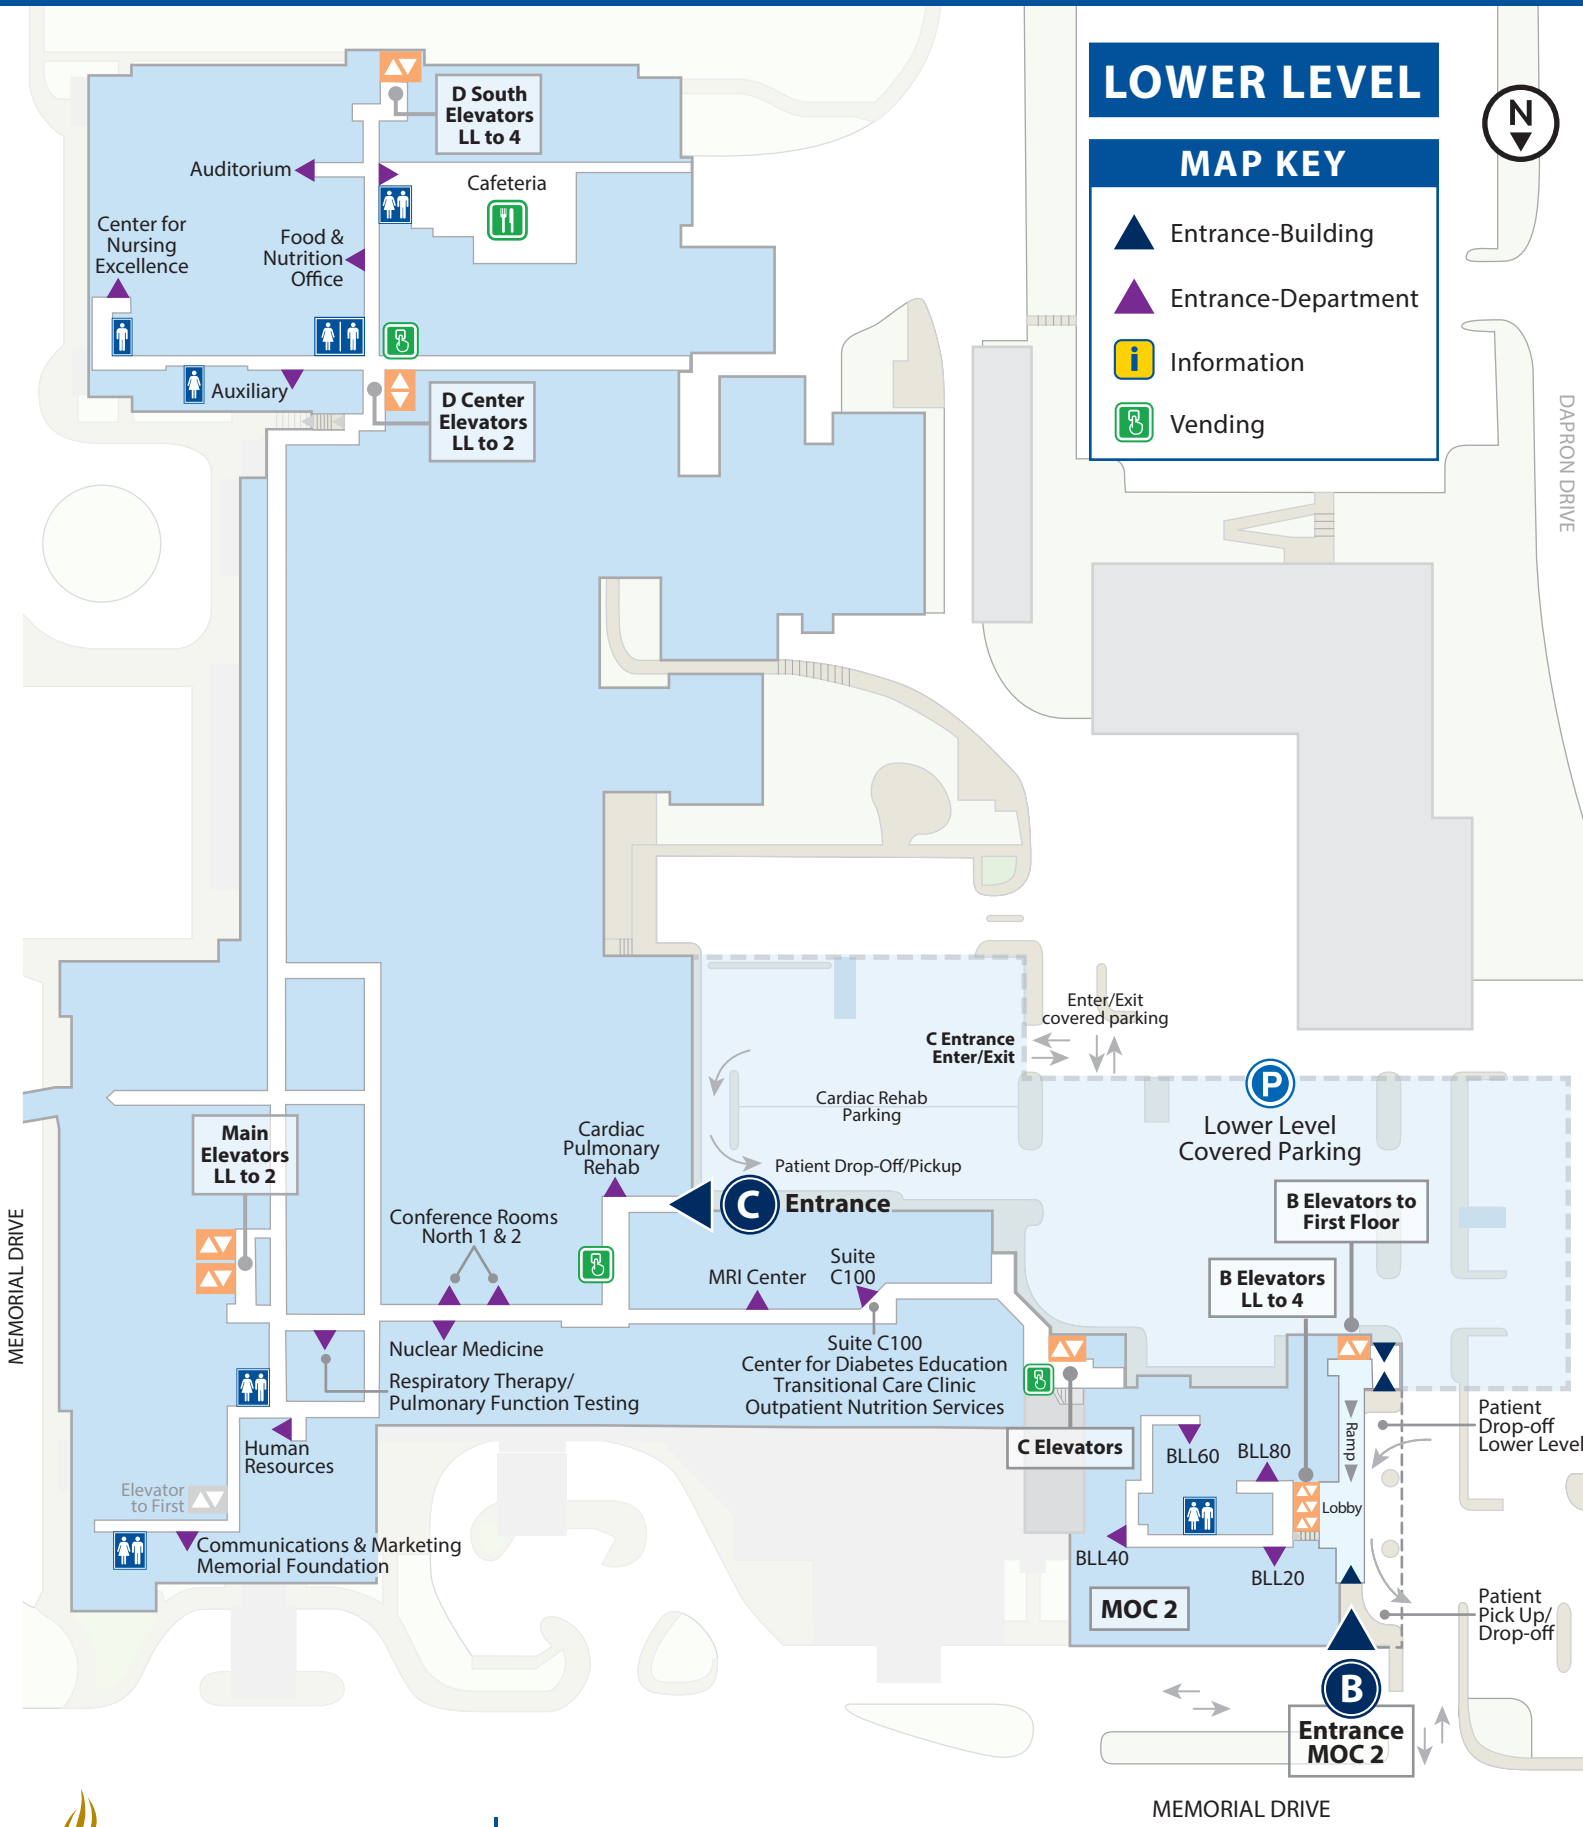 LOWER LEVEL
N
MAP KEY
Entrance-Building
Entrance-Department
i
Information
Vending
D South
Elevators
LL to 4
Auditorium
Cafeteria
Center for
Nursing
Excellence
Food &
Nutrition
Office
Auxiliary
D Center
Elevators
LL to 2
DAPRON DRIVE
Enter/Exit
covered parking
C Entrance
Enter/Exit
Cardiac Rehab
Parking
P
Lower Level
Covered Parking
Main
Elevators
LL to 2
Cardiac
Pulmonary
Rehab
Patient Drop-Off/Pickup
C
Entrance
B Elevators to
First Floor
MEMORIAL DRIVE
Conference Rooms
North 1 & 2
MRI Center
Suite
C100
B Elevators
LL to 4
Nuclear Medicine
Suite C100
Center for Diabetes Education
Transitional Care Clinic
Outpatient Nutrition Services
Respiratory Therapy/
Pulmonary Function Testing
Human
Resources
C Elevators
BLL60
BLL80
Ramp
Patient
Drop-off
Lower Level
Elevator
to First
Lobby
Communications & Marketing
Memorial Foundation
BLL40
BLL20
MOC 2
Patient
Pick Up/
Drop-off
B
Entrance
MOC 2
MEMORIAL DRIVE